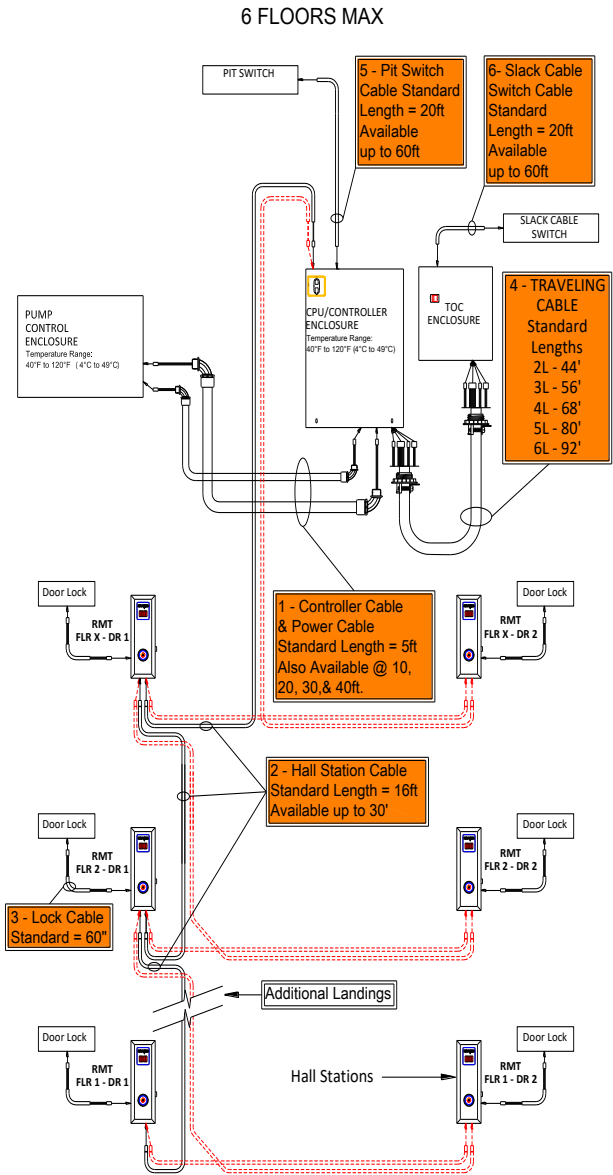 6 FLOORS MAX
PIT SWITCH
5 - Pit Switch
Cable Standard
Length = 20ft
Available
up to 60ft
6- Slack Cable
Switch Cable
Standard
Length = 20ft
Available
up to 60ft
SLACK CABLE
SWITCH
PUMP
CONTROL
ENCLOSURE
Temperature Range:
40°F to 120°F ( 4°C to 49°C)
CPU/CONTROLLER
ENCLOSURE
Temperature Range:
40°F to 120°F (4°C to 49°C)
TOC
ENCLOSURE
4 - TRAVELING
CABLE
Standard
Lengths
2L - 44'
3L - 56'
4L - 68'
5L - 80'
6L - 92'
1 - Controller Cable
& Power Cable
Standard Length = 5ft
Also Available @ 10,
20, 30,& 40ft.
Door Lock
RMT
FLR X - DR 1
Door Lock
RMT
FLR X - DR 2
2 - Hall Station Cable
Standard Length = 16ft
Available up to 30'
Door Lock
RMT
FLR 2 - DR 1
Door Lock
RMT
FLR 2 - DR 2
3 - Lock Cable
Standard = 60"
Additional Landings
Door Lock
RMT
FLR 1 - DR 1
Hall Stations
Door Lock
RMT
FLR 1 - DR 2